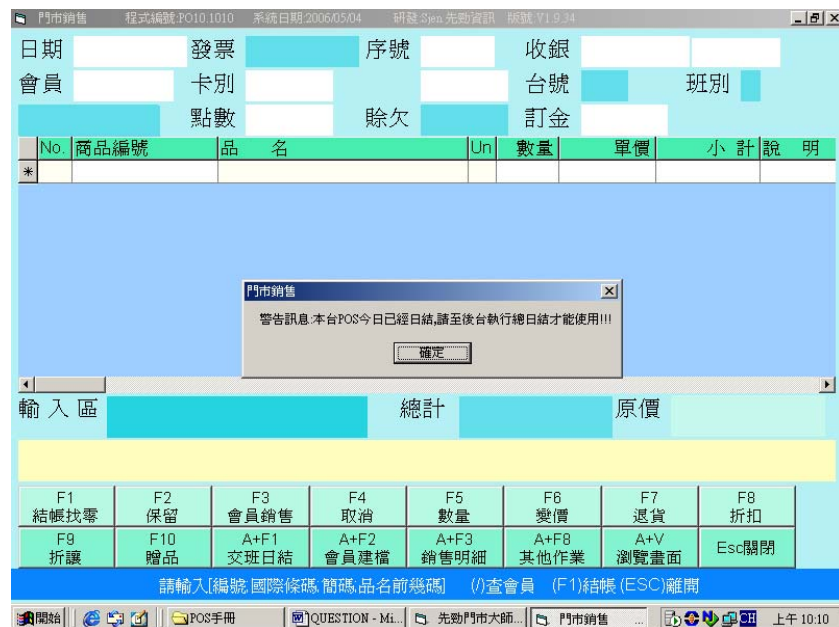 門市銷售 程式編號:PO10.1010 系統日期:2006/05/04 研發:Sjen 先勁資訊 版號:V1.9.34
日期 發票 序號 收銀
會員 卡別 台號 班別
點數 賒欠 訂金
No. 商品編號 品 名 Un 數量 單價 小 計 說 明
*
門市銷售
警告訊息:本台POS今日已經日結,請至後台執行總日結才能使用!!!
確定
輸入區 總計 原價
F1 F2 F3 F4 F5 F6 F7 F8
結帳找零 保留 會員銷售 取消 數量 變價 退貨 折扣
F9 F10 A+F1 A+F2 A+F3 A+F8 A+V Esc關閉
折讓 贈品 交班日結 會員建檔 銷售明細 其他作業 瀏覽畫面
請輸入[編號;國際條碼;簡碼;品名前幾碼] (/)查會員 (F1)結帳 (ESC)離開
開始 POS手冊 QUESTION - Mi... 先勁門市大師... 門市銷售 ... CH 上午 10:10